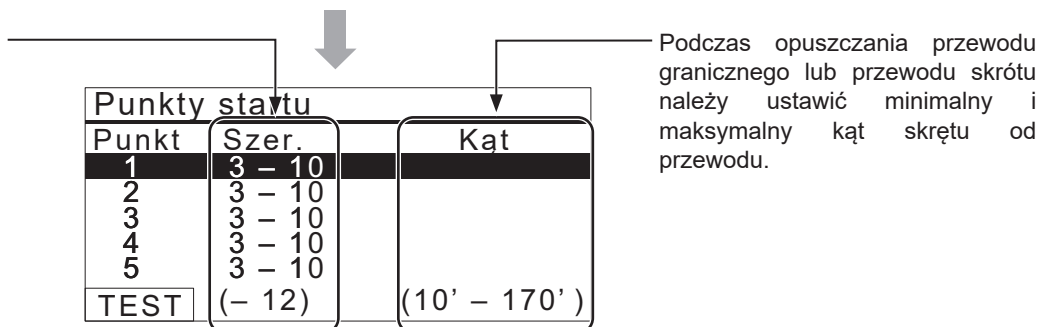 Podczas opuszczania przewodu
granicznego lub przewodu skrótu
należy ustawić minimalny i
maksymalny kąt skrętu od
przewodu.
Punkty startu
Punkt Szer. Kąt
1 3 – 10
2 3 – 10
3 3 – 10
4 3 – 10
5 3 – 10
TEST (– 12) (10' – 170' )